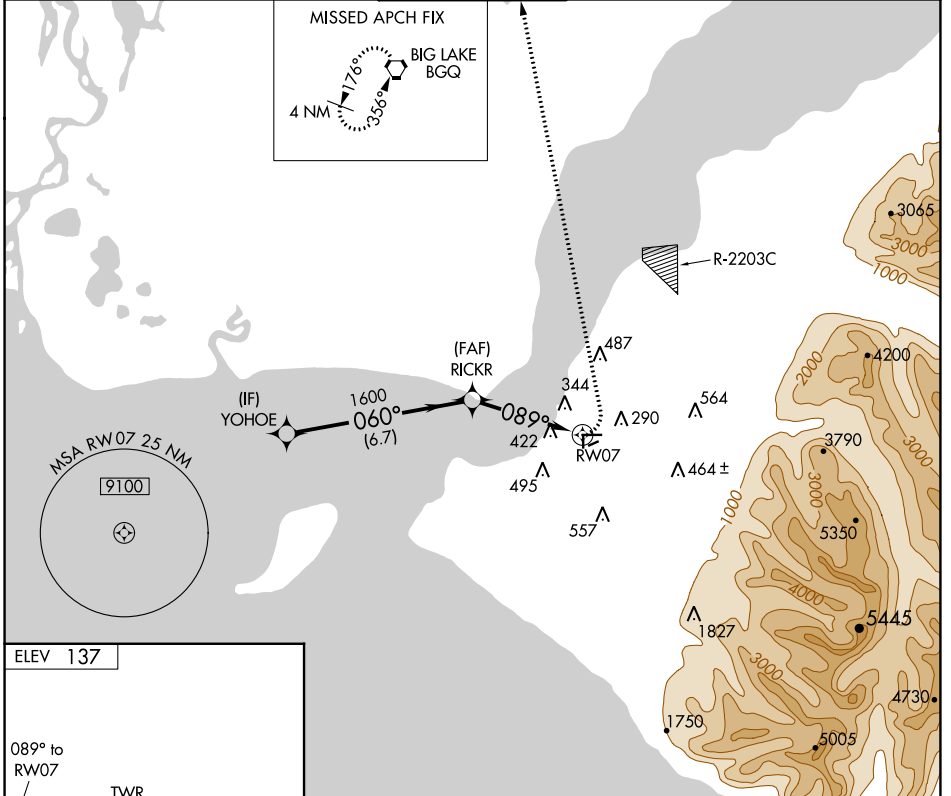 MISSED APCH FIX
BIG LAKE
BGQ
176°
356°
4 NM
3065
3000
1000
R-2203C
487
4200
2000
(FAF)
RICKR
344
564
(IF)
YOHOE
1600
060°
(6.7)
089°
290
422
RW07
3000
3790
3000
MSA RW07 25 NM
9100
495
464±
1000
557
5350
4000
1827
5445
ELEV 137
3000
4730
1750
5005
089° to
RW07
TWR